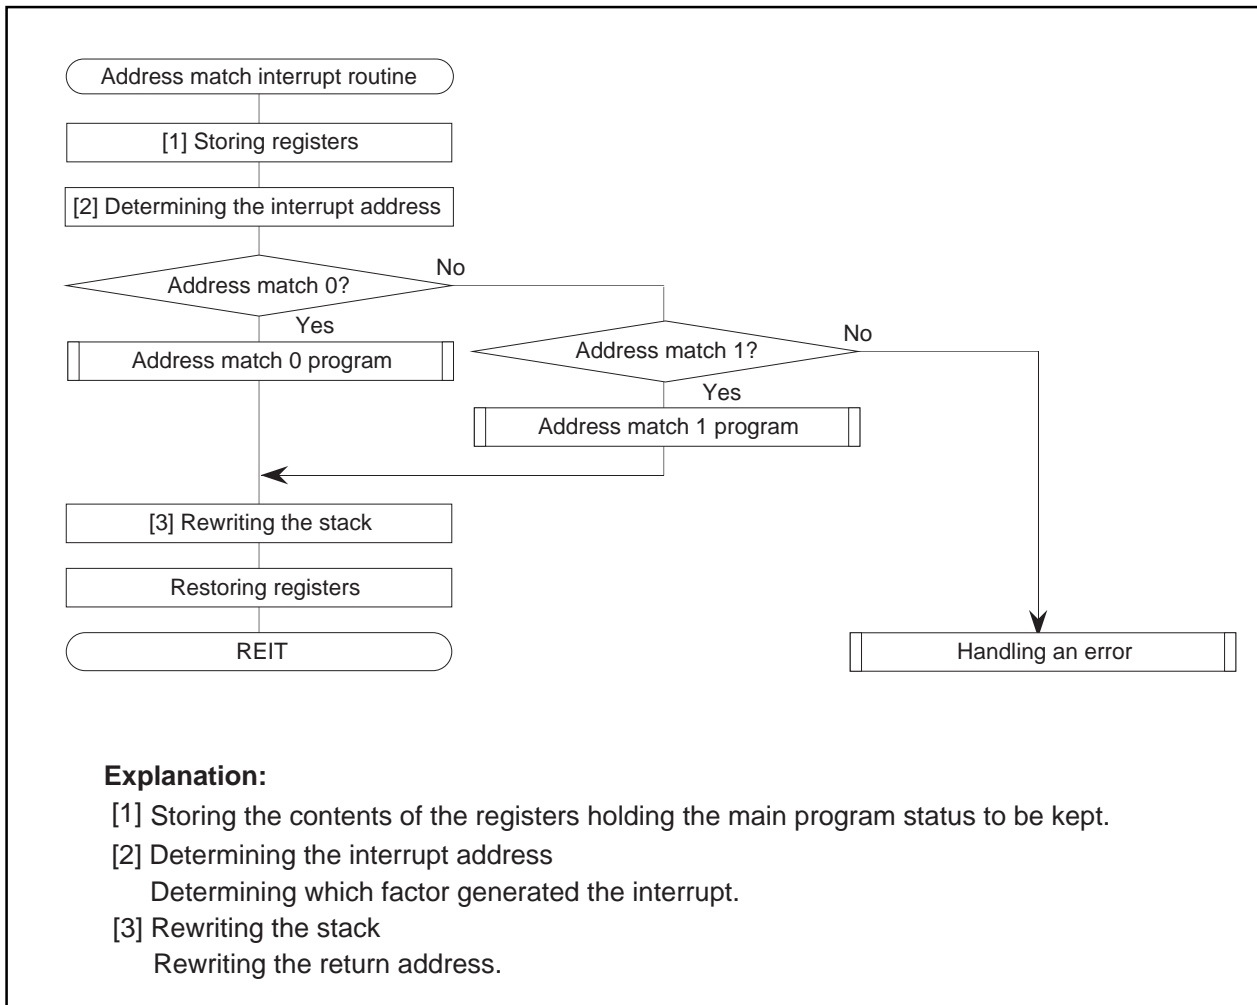 Address match interrupt routine
[1] Storing registers
[2] Determining the interrupt address
Address match 0?
No
Yes
Address match 0 program
Address match 1?
No
Yes
Address match 1 program
[3] Rewriting the stack
Restoring registers
REIT
Handling an error
Explanation:
[1] Storing the contents of the registers holding the main program status to be kept.
[2] Determining the interrupt address
Determining which factor generated the interrupt.
[3] Rewriting the stack
Rewriting the return address.